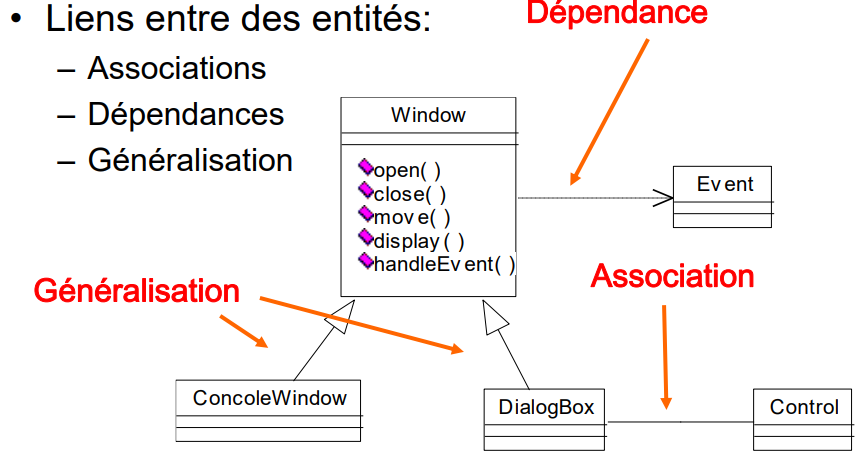 • Liens entre des entités:
– Associations
– Dépendances
– Généralisation
Dépendance
Window
open( )
close( )
move( )
display( )
handleEvent( )
Event
Généralisation
Association
ConcoleWindow
DialogBox
Control